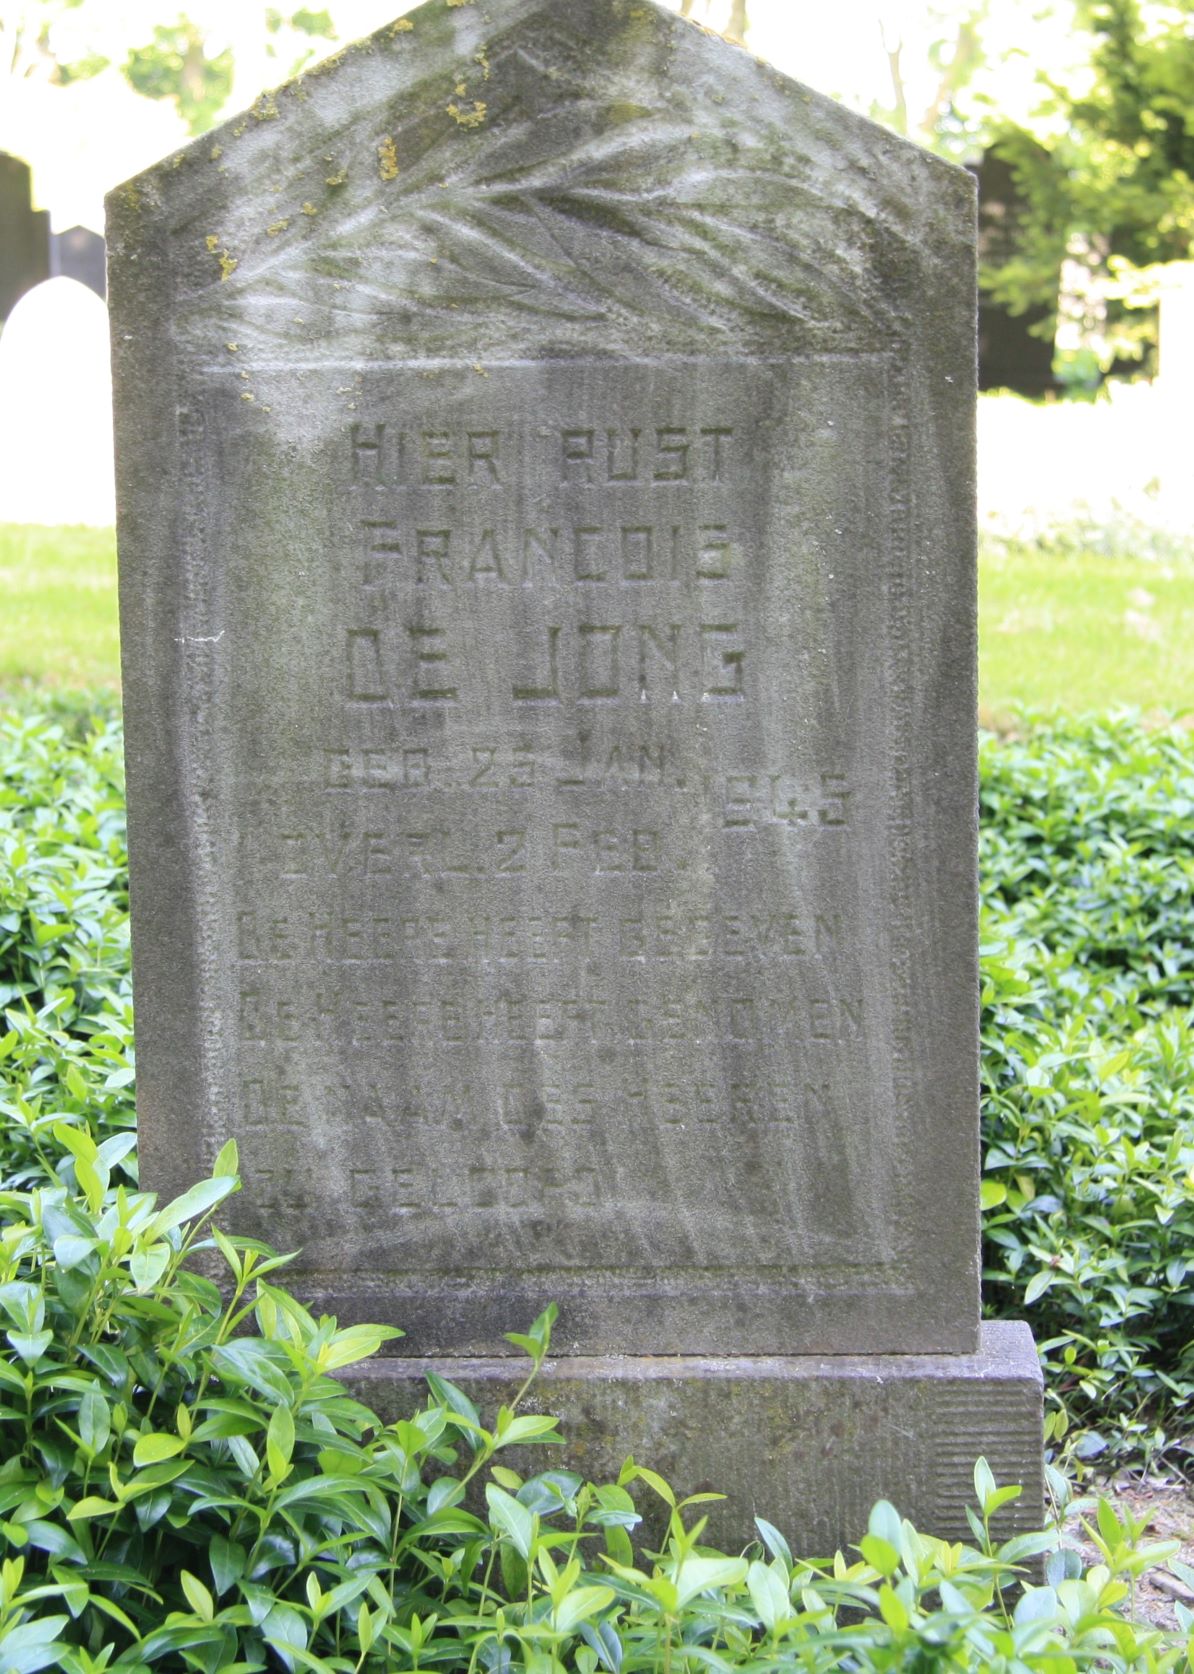 HIER RUST
FRANCOIS
DE JONG
GEB. 25 JAN.
1945
OVERL. 2 FEB.
DE HEERE HEEFT GEGEVEN
DE HEERE HEEFT GENOMEN
DE NAAM DES HEEREN
ZIJ GELOOFD.